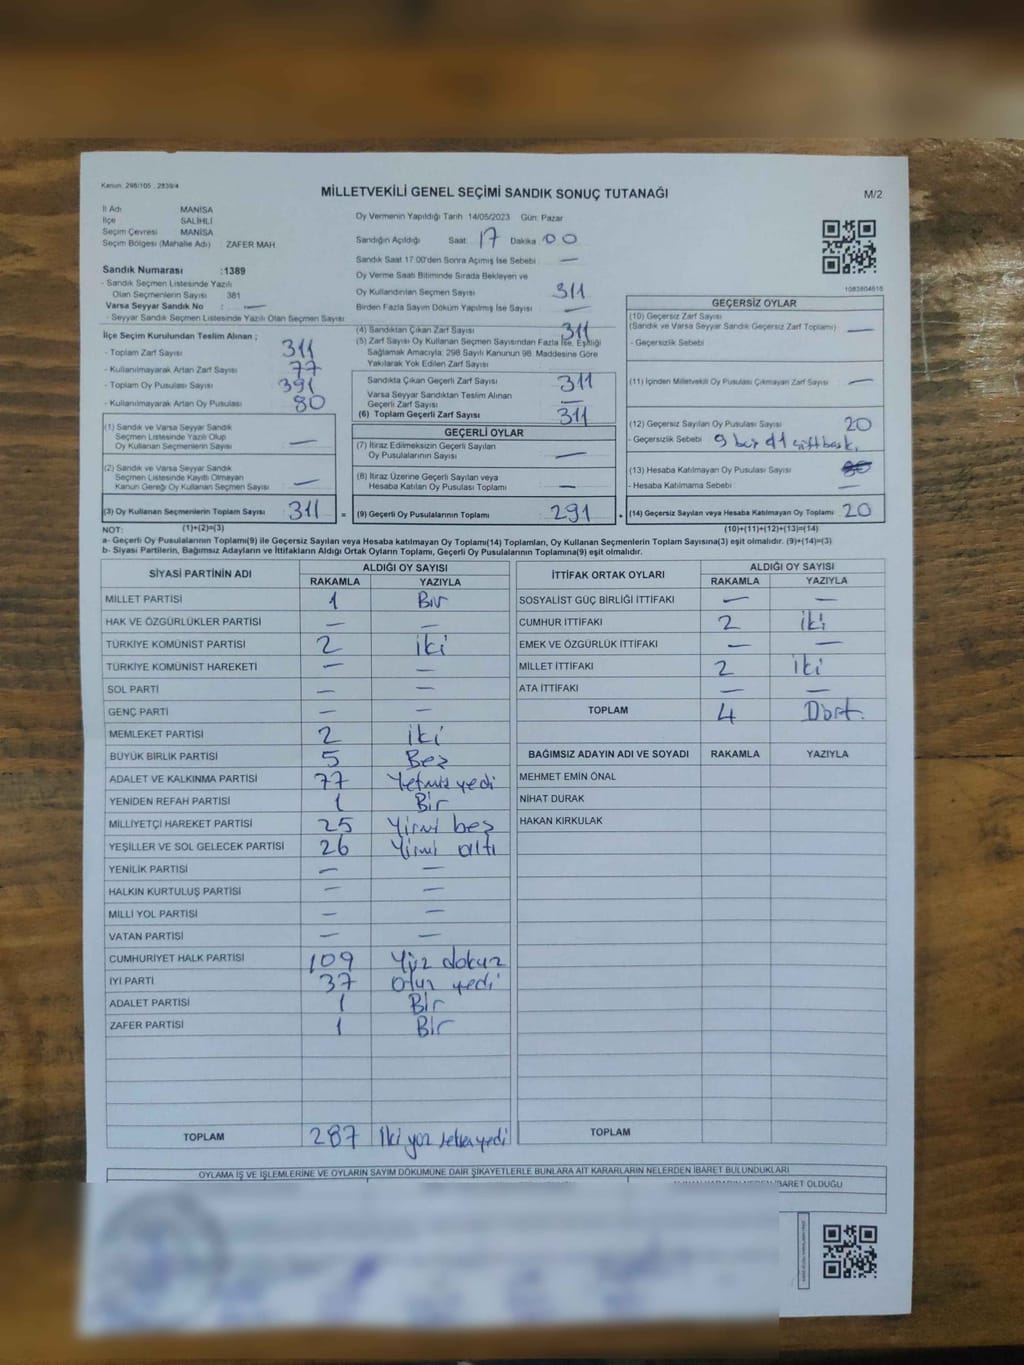 Kanun: 298/105 , 2839/4
MİLLETVEKİLİ GENEL SEÇİMİ SANDIK SONUÇ TUTANAĞI
M/2
İl Adı MANİSA
İlçe SALİHLİ
Seçim Çevresi MANİSA
Seçim Bölgesi (Mahalle Adı) : ZAFER MAH.
Sandık Numarası :1389
- Sandık Seçmen Listesinde Yazılı
Olan Seçmenlerin Sayısı 381
Varsa Seyyar Sandık No : —
- Seyyar Sandık Seçmen Listesinde Yazılı Olan Seçmen Sayısı
İlçe Seçim Kurulundan Teslim Alınan ;
- Toplam Zarf Sayısı 311
- Kullanılmayarak Artan Zarf Sayısı 77
- Toplam Oy Pusulası Sayısı 391
- Kullanılmayarak Artan Oy Pusulası 80
(1) Sandık ve Varsa Seyyar Sandık
Seçmen Listesinde Yazılı Olup
Oy Kullanan Seçmenlerin Sayısı —
(2) Sandık ve Varsa Seyyar Sandık
Seçmen Listesinde Kayıtlı Olmayan
Kanun Gereği Oy Kullanan Seçmen Sayısı —
(3) Oy Kullanan Seçmenlerin Toplam Sayısı 311 =
Oy Vermenin Yapıldığı Tarih 14/05/2023 Gün: Pazar
Sandığın Açıldığı Saat: 17 Dakika 00
Sandık Saat 17:00'den Sonra Açımış İse Sebebi —
Oy Verme Saati Bitiminde Sırada Bekleyen ve
Oy Kullandırılan Seçmen Sayısı 311
Birden Fazla Sayım Döküm Yapılmış İse Sayısı —
(4) Sandıktan Çıkan Zarf Sayısı 311
(5) Zarf Sayısı Oy Kullanan Seçmen Sayısından Fazla İse, Eşitliği
Sağlamak Amacıyla; 298 Sayılı Kanunun 98. Maddesine Göre
Yakılarak Yok Edilen Zarf Sayısı
Sandıkta Çıkan Geçerli Zarf Sayısı 311
Varsa Seyyar Sandıktan Teslim Alınan
Geçerli Zarf Sayısı —
(6) Toplam Geçerli Zarf Sayısı 311
GEÇERLİ OYLAR
(7) İtiraz Edilmeksizin Geçerli Sayılan
Oy Pusulalarının Sayısı —
(8) İtiraz Üzerine Geçerli Sayılan veya
Hesaba Katılan Oy Pusulası Toplamı —
(9) Geçerli Oy Pusulalarının Toplamı 291 +
1083804616
GEÇERSİZ OYLAR
(10) Geçersiz Zarf Sayısı
(Sandık ve Varsa Seyyar Sandık Geçersiz Zarf Toplamı) —
- Geçersizlik Sebebi
(11) İçinden Milletvekili Oy Pusulası Çıkmayan Zarf Sayısı —
(12) Geçersiz Sayılan Oy Pusulası Sayısı 20
- Geçersizlik Sebebi 9 11 çift bask.
(13) Hesaba Katılmayan Oy Pusulası Sayısı
- Hesaba Katılmama Sebebi —
(14) Geçersiz Sayılan veya Hesaba Katılmayan Oy Toplamı 20
NOT: (1)+(2)=(3) (10)+(11)+(12)+(13)=(14)
a- Geçerli Oy Pusulalarının Toplamı(9) ile Geçersiz Sayılan veya Hesaba katılmayan Oy Toplamı(14) Toplamları, Oy Kullanan Seçmenlerin Toplam Sayısına(3) eşit olmalıdır. (9)+(14)=(3)
b- Siyasi Partilerin, Bağımsız Adayların ve İttifakların Aldığı Ortak Oyların Toplamı, Geçerli Oy Pusulalarının Toplamına(9) eşit olmalıdır.
SİYASİ PARTİNİN ADI ALDIĞI OY SAYISI
RAKAMLA YAZIYLA
MİLLET PARTİSİ 1 Bir
HAK VE ÖZGÜRLÜKLER PARTİSİ — —
TÜRKİYE KOMÜNİST PARTİSİ 2 iki
TÜRKİYE KOMÜNİST HAREKETİ — —
SOL PARTİ — —
GENÇ PARTİ — —
MEMLEKET PARTİSİ 2 iki
BÜYÜK BİRLİK PARTİSİ 5 Beş
ADALET VE KALKINMA PARTİSİ 77 Yetmiş yedi
YENİDEN REFAH PARTİSİ 1 Bir
MİLLİYETÇİ HAREKET PARTİSİ 25 Yirmi beş
YEŞİLLER VE SOL GELECEK PARTİSİ 26 Yirmi altı
YENİLİK PARTİSİ — —
HALKIN KURTULUŞ PARTİSİ — —
MİLLİ YOL PARTİSİ — —
VATAN PARTİSİ — —
CUMHURİYET HALK PARTİSİ 109 Yüz dokuz
İYİ PARTİ 37 Otuz yedi
ADALET PARTİSİ 1 Bir
ZAFER PARTİSİ 1 Bir
TOPLAM 287 İki yüz seksen yedi
İTTİFAK ORTAK OYLARI ALDIĞI OY SAYISI
RAKAMLA YAZIYLA
SOSYALİST GÜÇ BİRLİĞİ İTTİFAKI — —
CUMHUR İTTİFAKI 2 iki
EMEK VE ÖZGÜRLÜK İTTİFAKI — —
MİLLET İTTİFAKI 2 iki
ATA İTTİFAKI — —
TOPLAM 4 Dört
BAĞIMSIZ ADAYIN ADI VE SOYADI RAKAMLA YAZIYLA
MEHMET EMİN ÖNAL
NİHAT DURAK
HAKAN KIRKULAK
TOPLAM
OYLAMA İŞ VE İŞLEMLERİNE VE OYLARIN SAYIM DÖKÜMÜNE DAİR ŞİKAYETLERLE BUNLARA AİT KARARLARIN NELERDEN İBARET BULUNDUKLARI
İBARET OLDUĞU